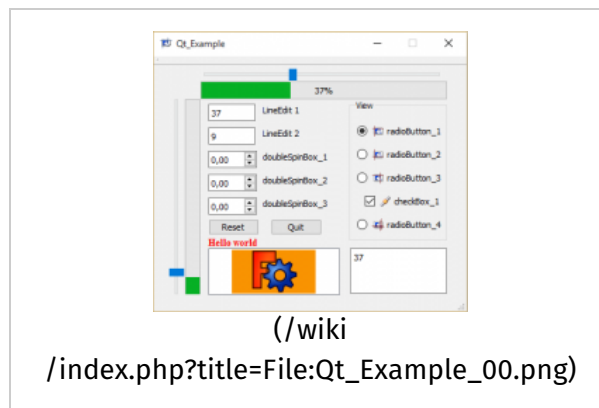 Qt_Example
37%
37 LineEdit 1
9 LineEdit 2
0,00 doubleSpinBox_1
0,00 doubleSpinBox_2
0,00 doubleSpinBox_3
Reset Quit
Hello world
View
radioButton_1
radioButton_2
radioButton_3
checkBox_1
radioButton_4
37
(/wiki
/index.php?title=File:Qt_Example_00.png)